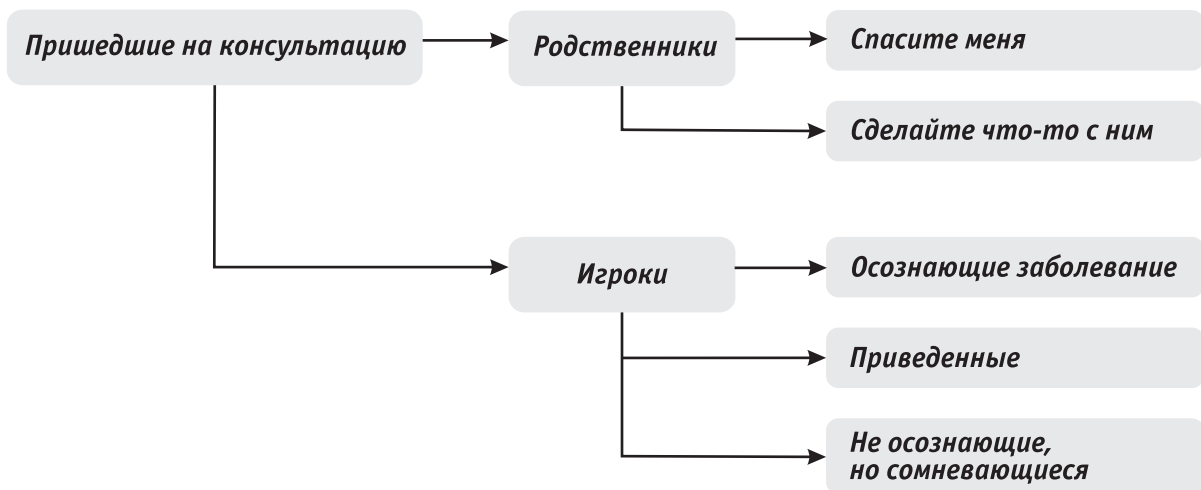 Пришедшие на консультацию
Родственники
Спасите меня
Сделайте что-то с ним
Игроки
Осознающие заболевание
Приведенные
Не осознающие,
но сомневающиеся